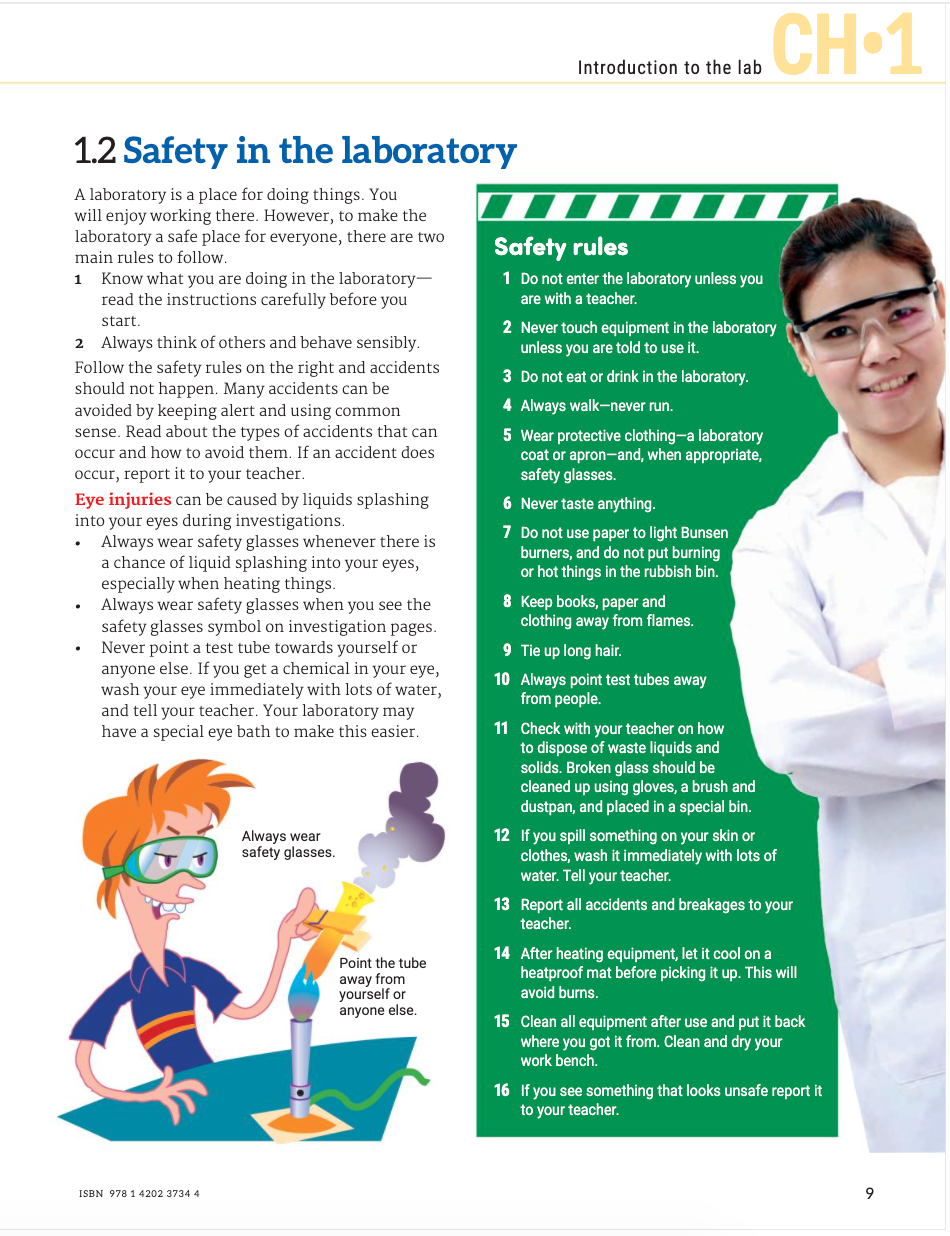 Introduction to the lab
CH•1
1.2 Safety in the laboratory
A laboratory is a place for doing things. You
will enjoy working there. However, to make the
laboratory a safe place for everyone, there are two
main rules to follow.
1 Know what you are doing in the laboratory—
read the instructions carefully before you
start.
2 Always think of others and behave sensibly.
Follow the safety rules on the right and accidents
should not happen. Many accidents can be
avoided by keeping alert and using common
sense. Read about the types of accidents that can
occur and how to avoid them. If an accident does
occur, report it to your teacher.
Eye injuries can be caused by liquids splashing
into your eyes during investigations.
• Always wear safety glasses whenever there is
a chance of liquid splashing into your eyes,
especially when heating things.
• Always wear safety glasses when you see the
safety glasses symbol on investigation pages.
• Never point a test tube towards yourself or
anyone else. If you get a chemical in your eye,
wash your eye immediately with lots of water,
and tell your teacher. Your laboratory may
have a special eye bath to make this easier.
Always wear
safety glasses.
Point the tube
away from
yourself or
anyone else.
Safety rules
1 Do not enter the laboratory unless you
are with a teacher.
2 Never touch equipment in the laboratory
unless you are told to use it.
3 Do not eat or drink in the laboratory.
4 Always walk—never run.
5 Wear protective clothing—a laboratory
coat or apron—and, when appropriate,
safety glasses.
6 Never taste anything.
7 Do not use paper to light Bunsen
burners, and do not put burning
or hot things in the rubbish bin.
8 Keep books, paper and
clothing away from flames.
9 Tie up long hair.
10 Always point test tubes away
from people.
11 Check with your teacher on how
to dispose of waste liquids and
solids. Broken glass should be
cleaned up using gloves, a brush and
dustpan, and placed in a special bin.
12 If you spill something on your skin or
clothes, wash it immediately with lots of
water. Tell your teacher.
13 Report all accidents and breakages to your
teacher.
14 After heating equipment, let it cool on a
heatproof mat before picking it up. This will
avoid burns.
15 Clean all equipment after use and put it back
where you got it from. Clean and dry your
work bench.
16 If you see something that looks unsafe report it
to your teacher.
ISBN 978 1 4202 3734 4
9